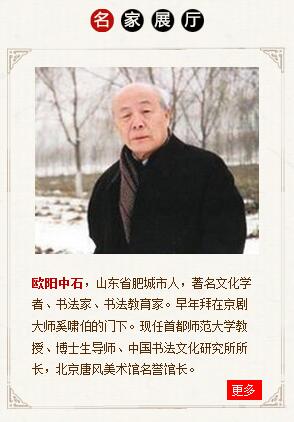 名家展厅
欧阳中石，山东省肥城市人，著名文化学
者、书法家、书法教育家。早年拜在京剧
大师奚啸伯的门下。现任首都师范大学教
授、博士生导师、中国书法文化研究所所
长，北京唐风美术馆名誉馆长。
更多